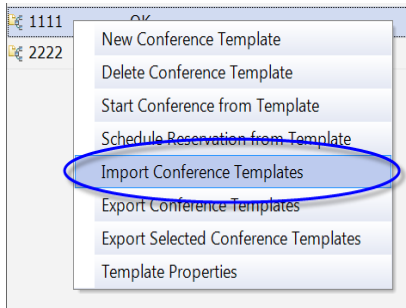 1111 OK
New Conference Template
2222
Delete Conference Template
Start Conference from Template
Schedule Reservation from Template
Import Conference Templates
Export Conference Templates
Export Selected Conference Templates
Template Properties